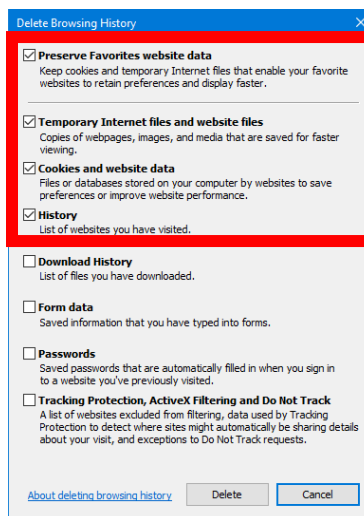 Delete Browsing History
Preserve Favorites website data
Keep cookies and temporary Internet files that enable your favorite
websites to retain preferences and display faster.
Temporary Internet files and website files
Copies of webpages, images, and media that are saved for faster
viewing.
Cookies and website data
Files or databases stored on your computer by websites to save
preferences or improve website performance.
History
List of websites you have visited.
Download History
List of files you have downloaded.
Form data
Saved information that you have typed into forms.
Passwords
Saved passwords that are automatically filled in when you sign in
to a website you've previously visited.
Tracking Protection, ActiveX Filtering and Do Not Track
A list of websites excluded from filtering, data used by Tracking
Protection to detect where sites might automatically be sharing details
about your visit, and exceptions to Do Not Track requests.
About deleting browsing history
Delete
Cancel